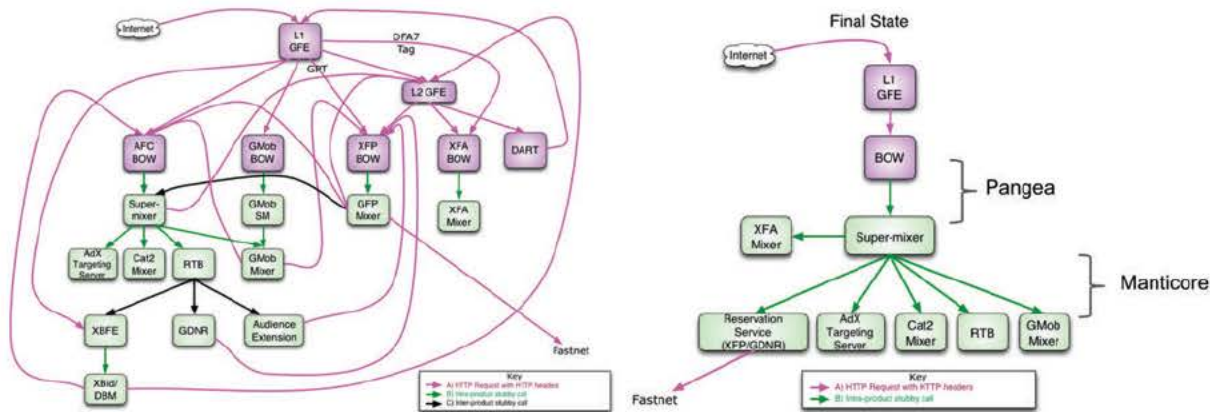 Internet
L1
GFE
DFA7
Tag
GPT
L2 GFE
AFC
BOW
GMob
BOW
XFP
BOW
XFA
BOW
DART
Super-
mixer
GMob
SM
GFP
Mixer
XFA
Mixer
AdX
Targeting
Server
Cat2
Mixer
RTB
GMob
Mixer
XBFE
GDNR
Audience
Extension
XBid/
DBM
Fastnet
Key
A) HTTP Request with HTTP headers
B) Intra-product stubby call
C) Inter-product stubby call
Final State
Internet
L1
GFE
BOW
Pangea
XFA
Mixer
Super-mixer
Manticore
Reservation
Service
(XFP/GDNR)
AdX
Targeting
Server
Cat2
Mixer
RTB
GMob
Mixer
Fastnet
Key
A) HTTP Request with HTTP headers
B) Intra-product stubby call